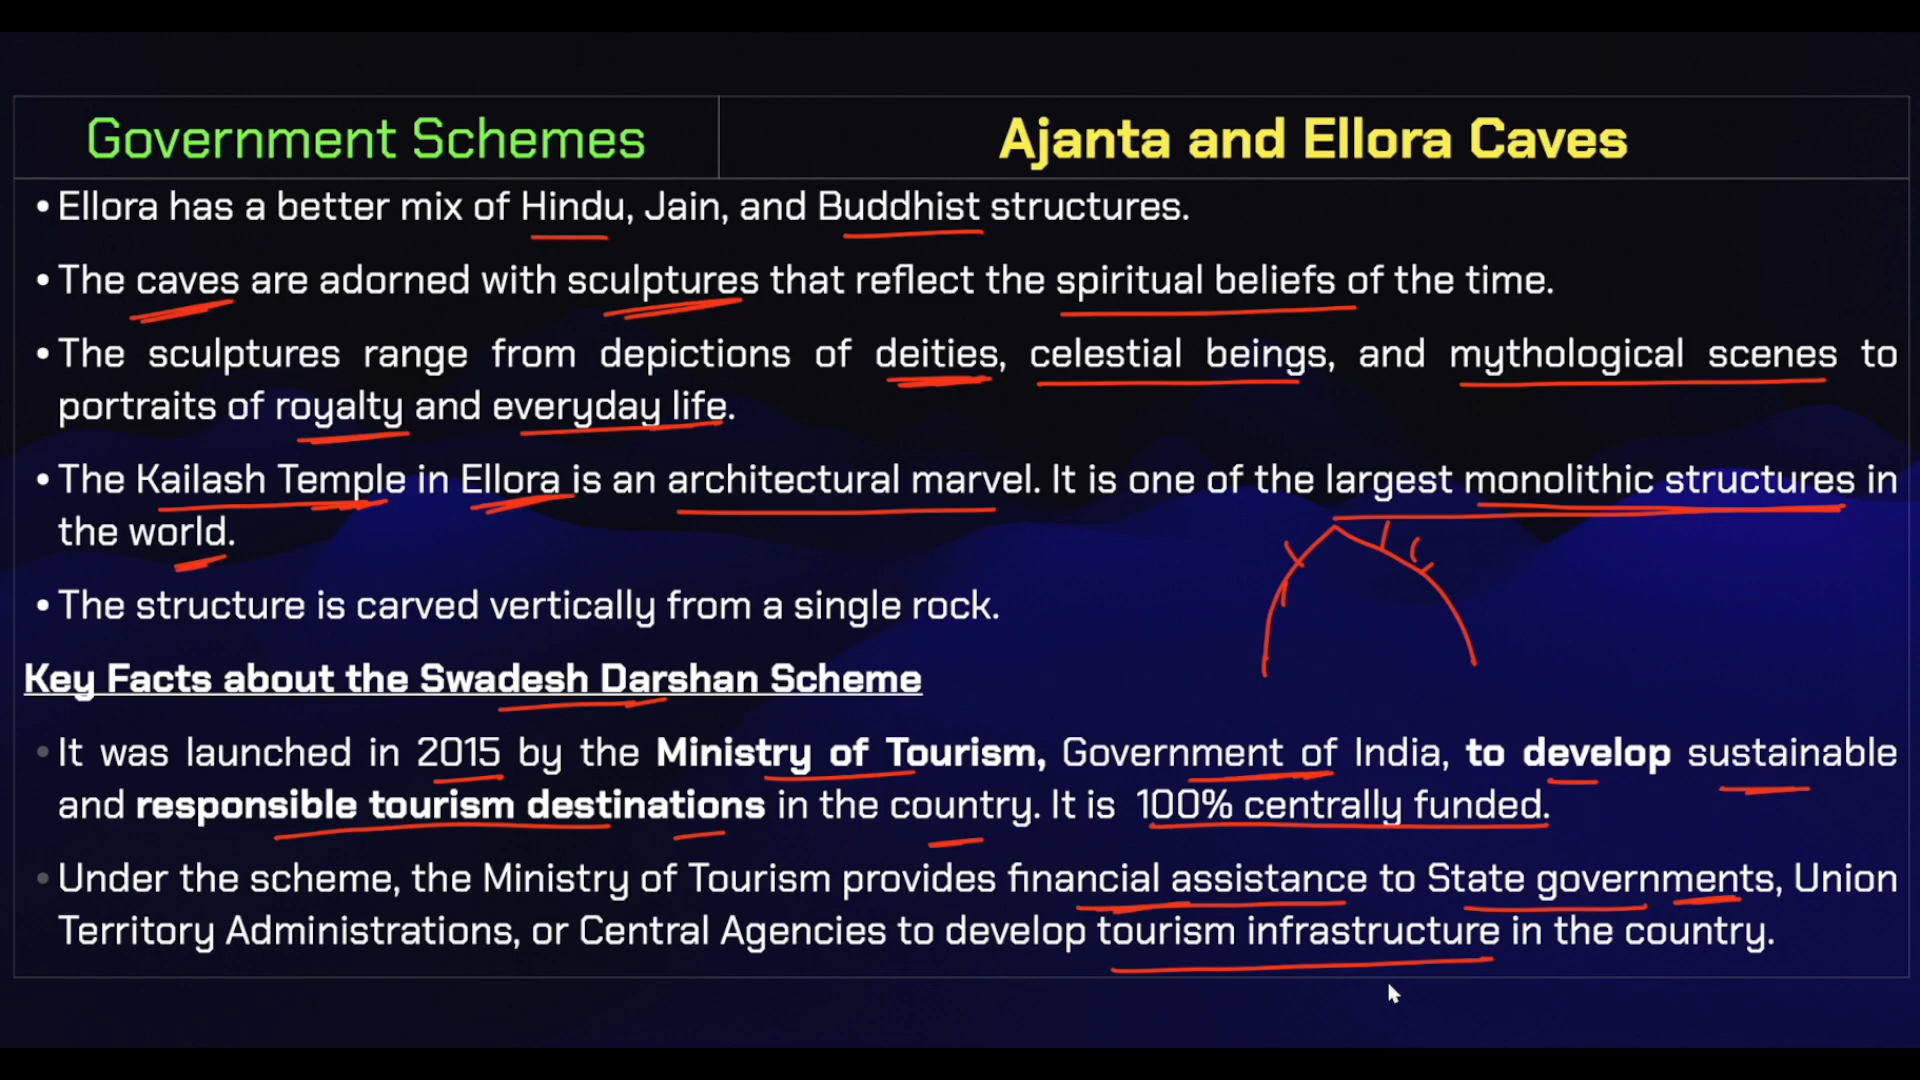 Government Schemes
Ajanta and Ellora Caves
• Ellora has a better mix of Hindu, Jain, and Buddhist structures.
• The caves are adorned with sculptures that reflect the spiritual beliefs of the time.
• The sculptures range from depictions of deities, celestial beings, and mythological scenes to
portraits of royalty and everyday life.
• The Kailash Temple in Ellora is an architectural marvel. It is one of the largest monolithic structures in
the world.
• The structure is carved vertically from a single rock.
Key Facts about the Swadesh Darshan Scheme
• It was launched in 2015 by the Ministry of Tourism, Government of India, to develop sustainable
and responsible tourism destinations in the country. It is 100% centrally funded.
• Under the scheme, the Ministry of Tourism provides financial assistance to State governments, Union
Territory Administrations, or Central Agencies to develop tourism infrastructure in the country.